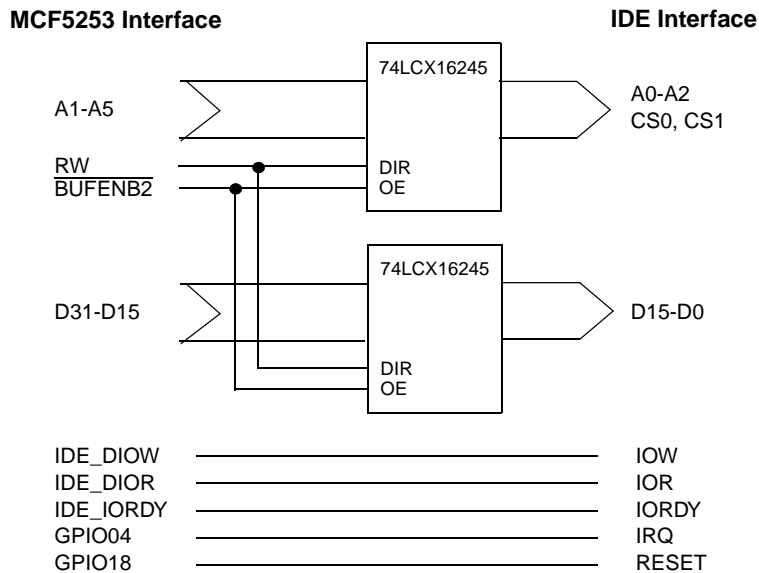 MCF5253 Interface
IDE Interface
74LCX16245
A1-A5
A0-A2
CS0, CS1
RW
DIR
BUFENB2
OE
74LCX16245
D31-D15
D15-D0
DIR
OE
IDE_DIOW
IOW
IDE_DIOR
IOR
IDE_IORDY
IORDY
GPIO04
IRQ
GPIO18
RESET